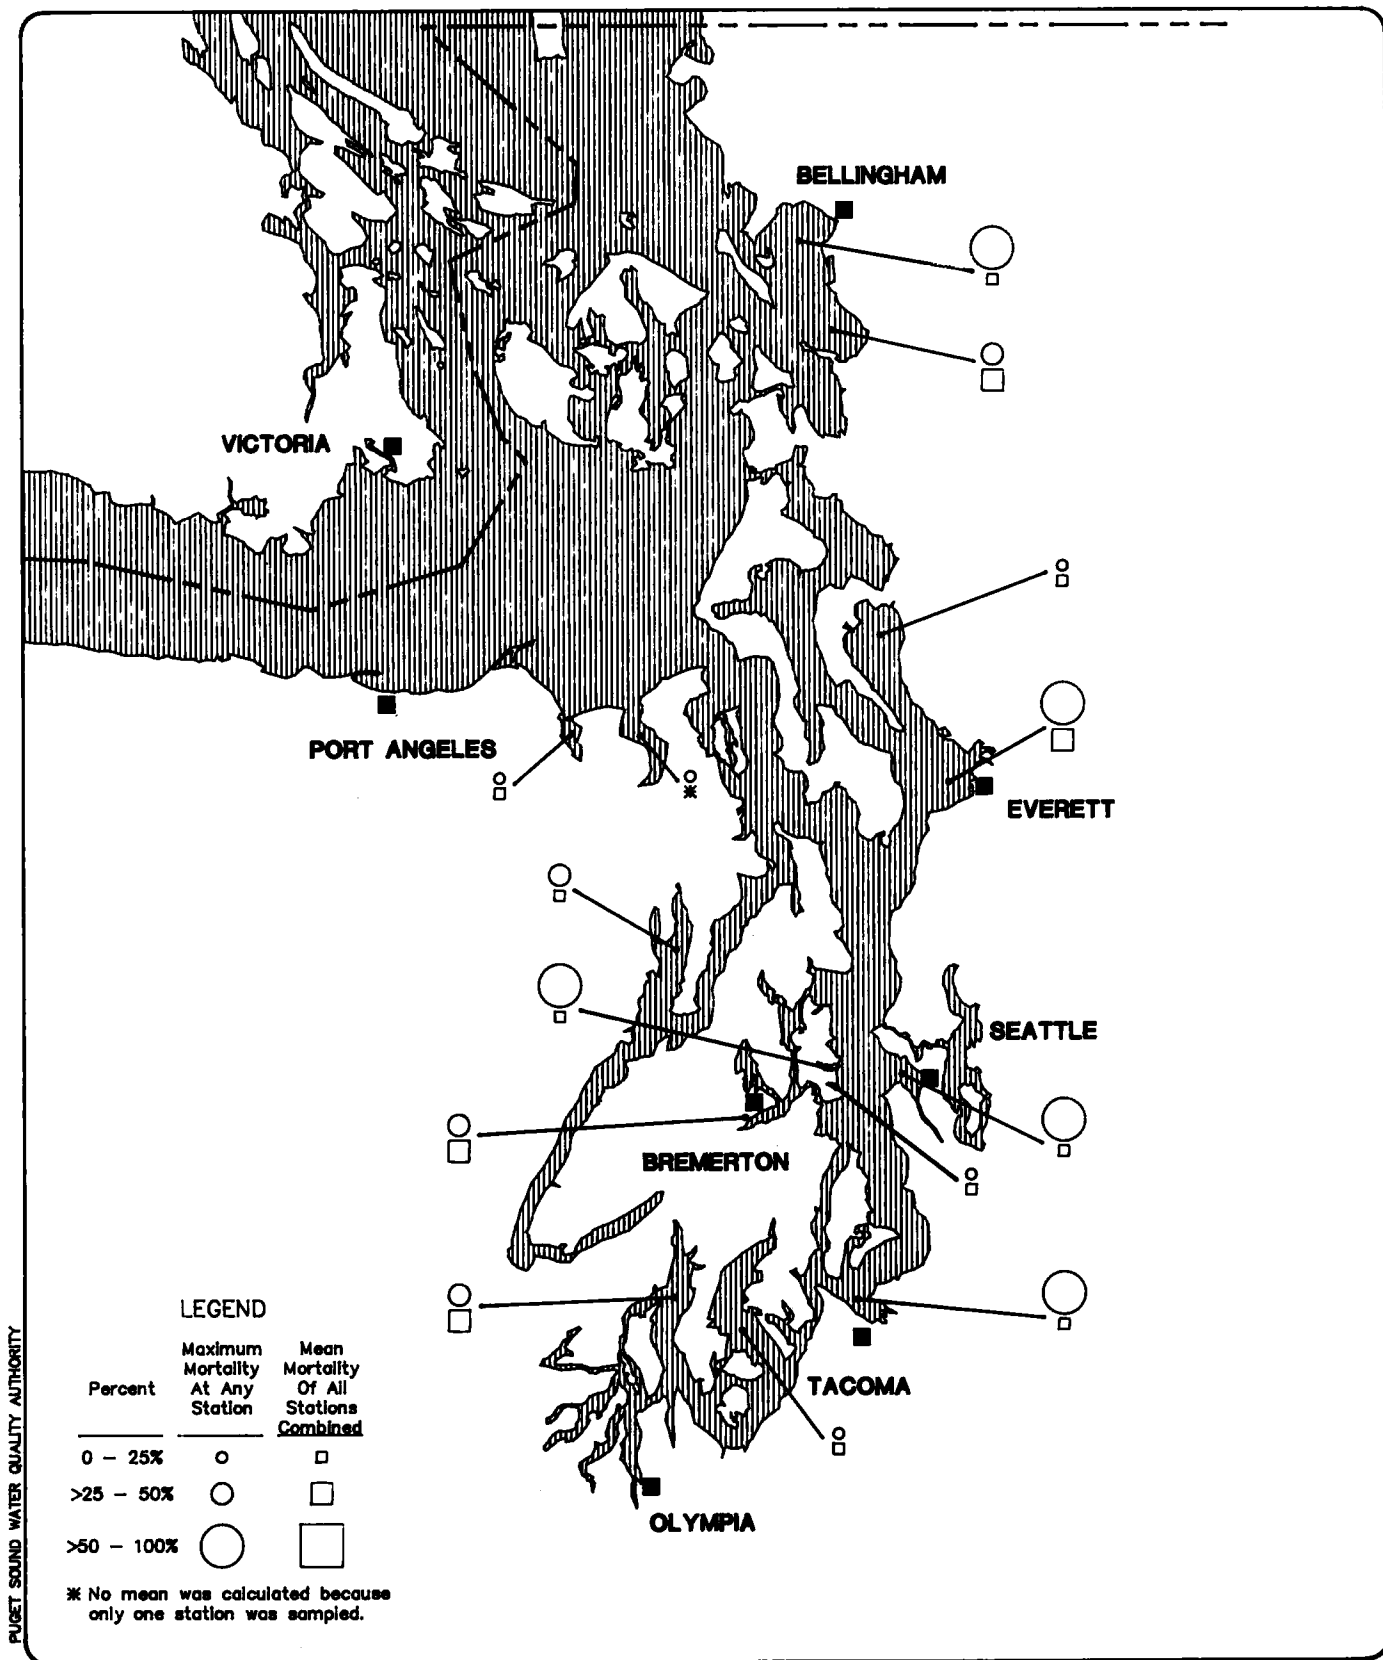 BELLINGHAM
VICTORIA
PORT ANGELES
EVERETT
SEATTLE
BREMERTON
TACOMA
OLYMPIA
LEGEND
Percent
Maximum
Mortality
At Any
Station
Mean
Mortality
Of All
Stations
Combined
0 – 25%
>25 – 50%
>50 – 100%
* No mean was calculated because
only one station was sampled.
PUGET SOUND WATER QUALITY AUTHORITY